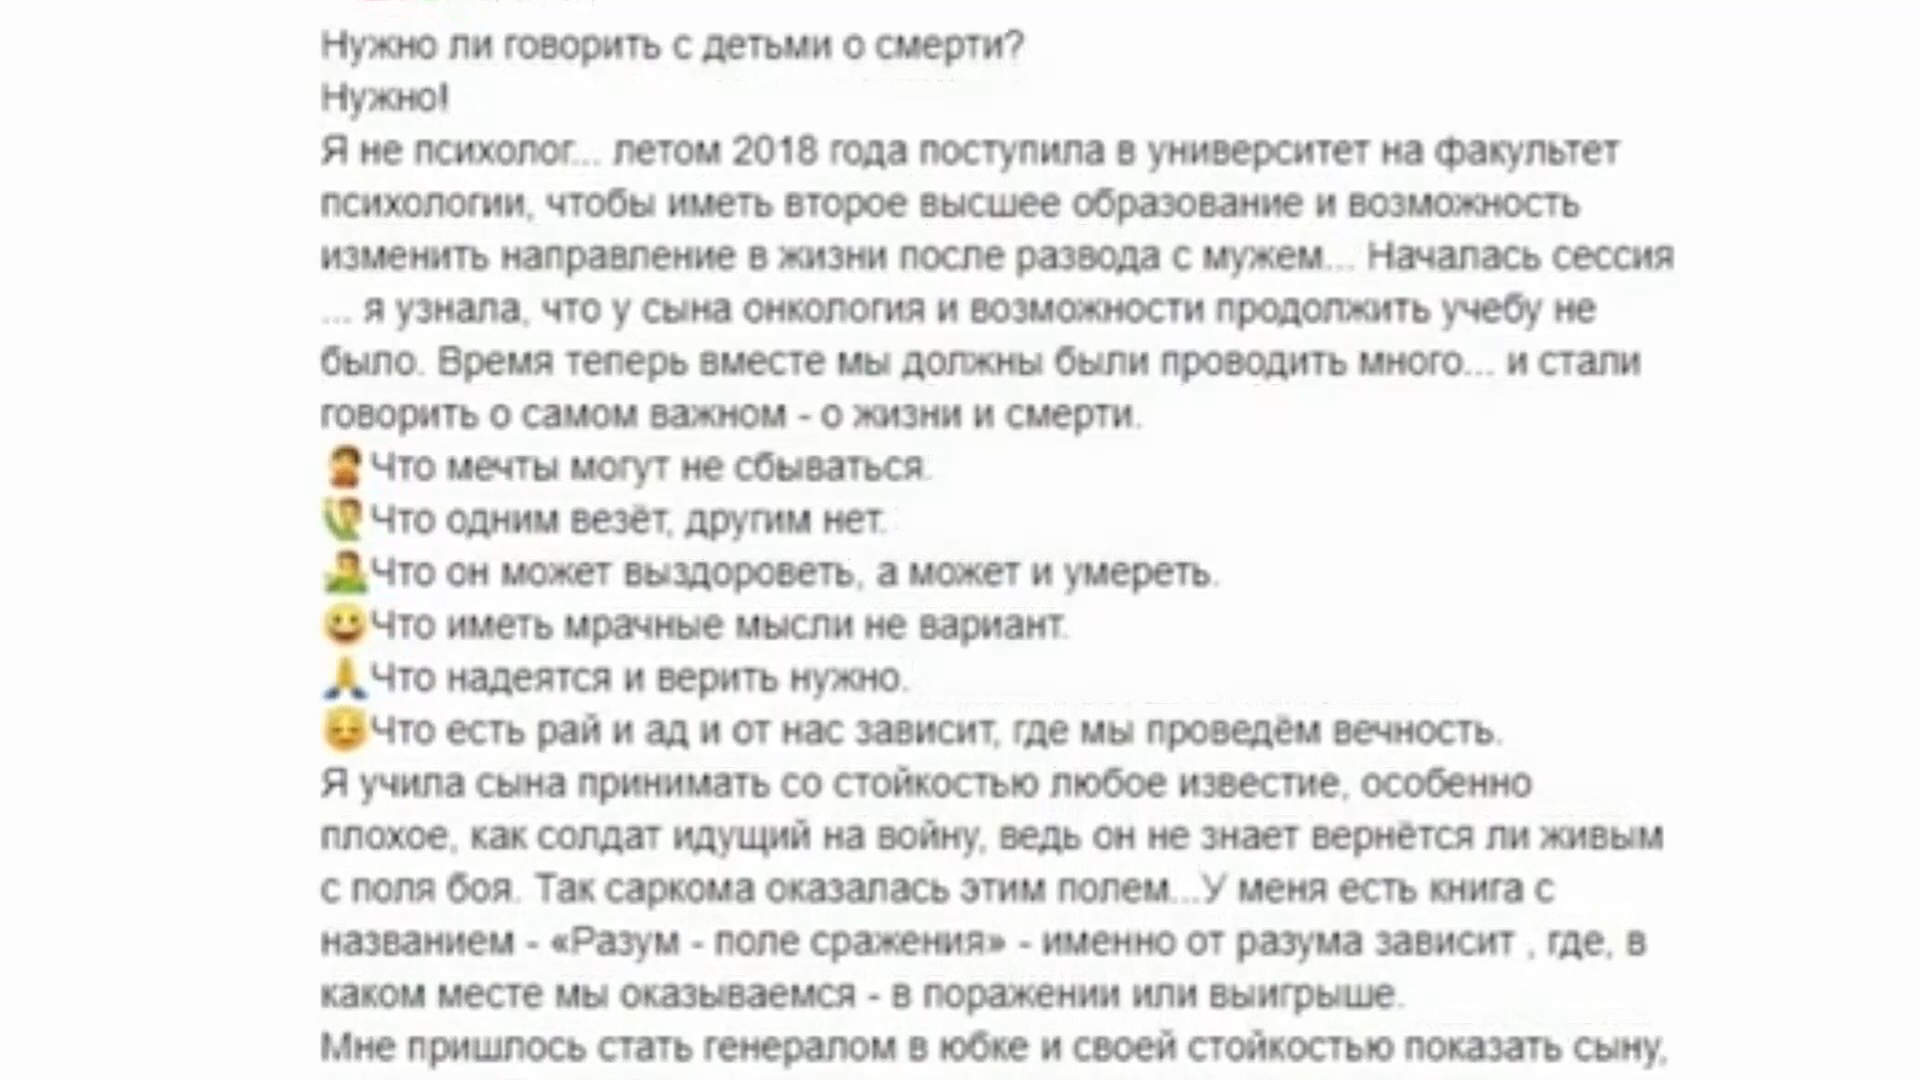 Нужно ли говорить с детьми о смерти?
Нужно!
Я не психолог... летом 2018 года поступила в университет на факультет
психологии, чтобы иметь второе высшее образование и возможность
изменить направление в жизни после развода с мужем... Началась сессия
... я узнала, что у сына онкология и возможности продолжить учебу не
было. Время теперь вместе мы должны были проводить много... и стали
говорить о самом важном - о жизни и смерти.
Что мечты могут не сбываться.
Что одним везёт, другим нет.
Что он может выздороветь, а может и умереть.
😀Что иметь мрачные мысли не вариант.
🙏Что надеятся и верить нужно.
Что есть рай и ад и от нас зависит, где мы проведём вечность.
Я учила сына принимать со стойкостью любое известие, особенно
плохое, как солдат идущий на войну, ведь он не знает вернётся ли живым
с поля боя. Так саркома оказалась этим полем...У меня есть книга с
названием - «Разум - поле сражения» - именно от разума зависит , где, в
каком месте мы оказываемся - в поражении или выигрыше.
Мне пришлось стать генералом в юбке и своей стойкостью показать сыну,